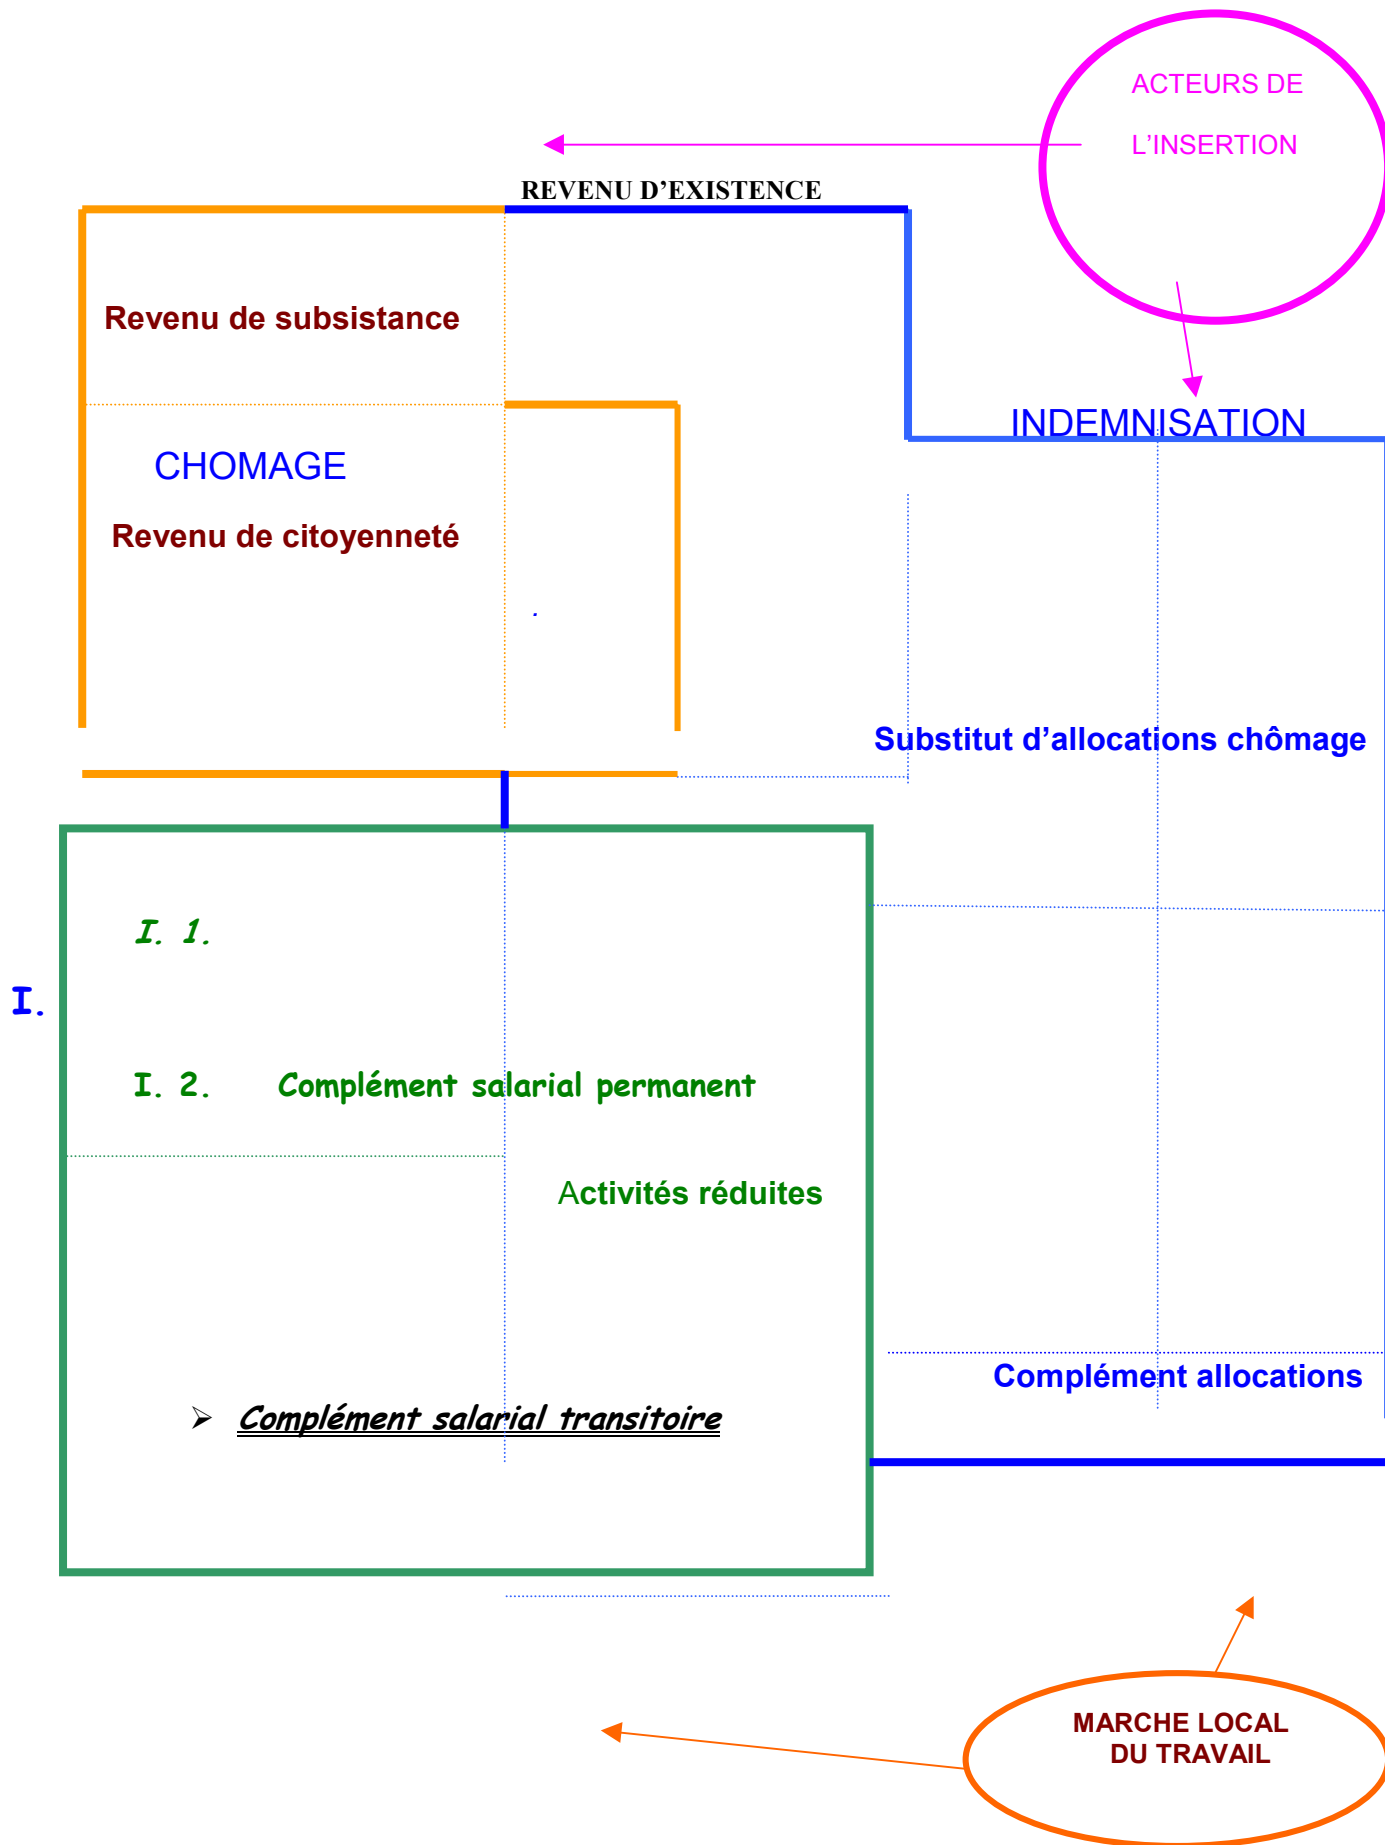 ACTEURS DE
L’INSERTION
REVENU D’EXISTENCE
Revenu de subsistance
INDEMNISATION
CHOMAGE
Revenu de citoyenneté
.
Substitut d’allocations chômage
I. 1.
I.
I. 2. Complément salarial permanent
Activités réduites
Complément allocations
➢ Complément salarial transitoire
MARCHE LOCAL
DU TRAVAIL